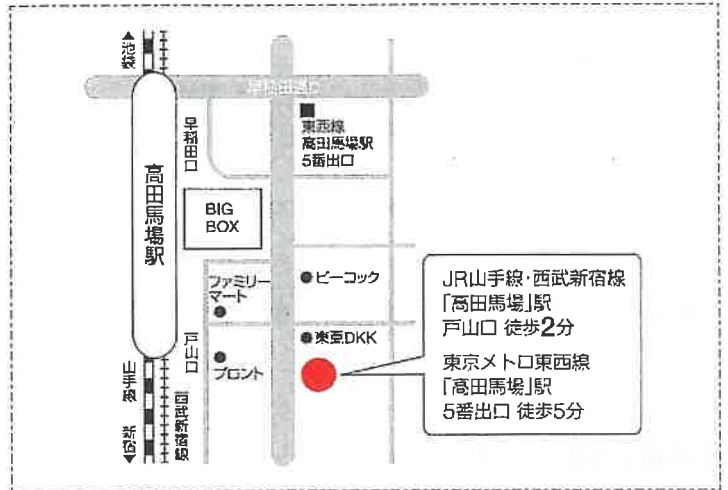 ▲池袋
早稲田通り
早稲田口
東西線
高田馬場駅
5番出口
高田馬場駅
BIG
BOX
ファミリー
マート
ピーコック
戸山口
プロント
東亜DKK
JR山手線・西武新宿線
「高田馬場」駅
戸山口 徒歩2分
東京メトロ東西線
「高田馬場」駅
5番出口 徒歩5分
山手線
新宿▼
西武新宿駅